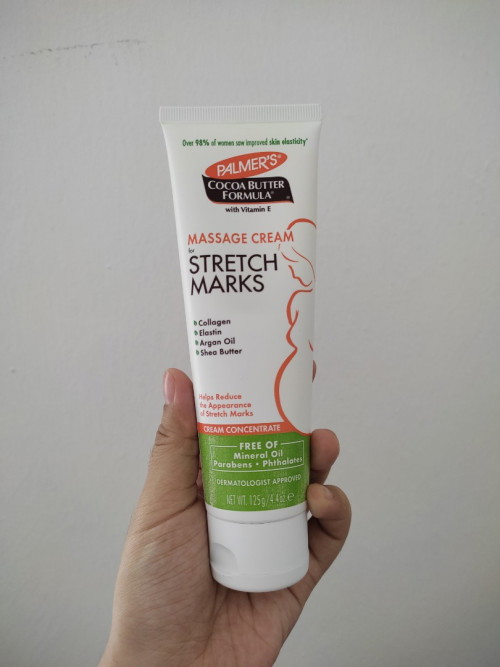 Over 98% of women saw improved skin elasticity*
PALMER'S®
COCOA BUTTER
FORMULA®
with Vitamin E
MASSAGE CREAM
for
STRETCH
MARKS
Collagen
Elastin
Argan Oil
Shea Butter
Helps Reduce
the Appearance
of Stretch Marks
CREAM CONCENTRATE
FREE OF
Mineral Oil
Parabens • Phthalates
DERMATOLOGIST APPROVED
NET WT. 125g/4.4oz. ℮